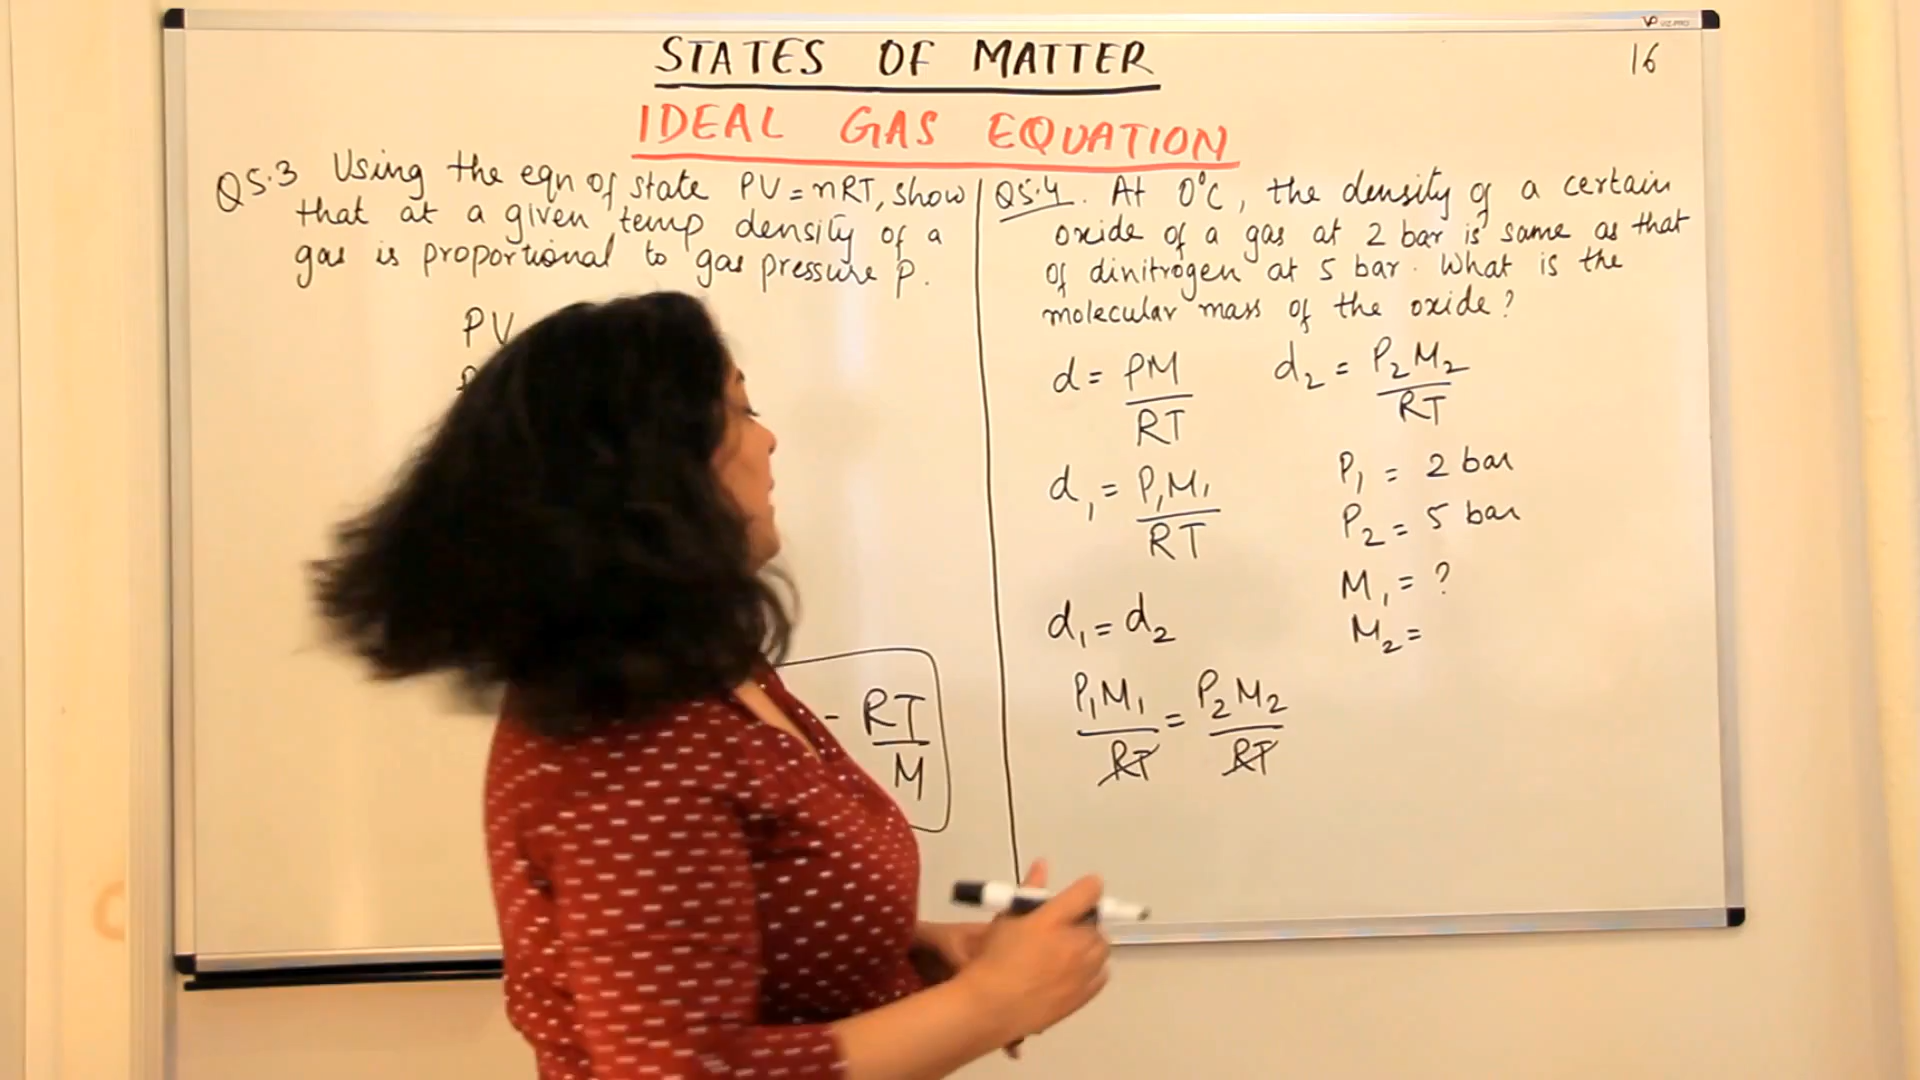 VIZ-PRO
STATES OF MATTER
16
IDEAL GAS EQUATION
Q5.3 Using the eqn of state PV = nRT, show
that at a given temp density of a
gas is proportional to gas pressure P.
PV
RT
M
Q5.4. At 0°C, the density of a certain
oxide of a gas at 2 bar is same as that
of dinitrogen at 5 bar. What is the
molecular mass of the oxide?
d = PM
RT
d₂ = P₂M₂
RT
d₁ = P₁M₁
RT
P₁ = 2 bar
P₂ = 5 bar
M₁ = ?
M₂ =
d₁ = d₂
P₁M₁ = P₂M₂
RT RT